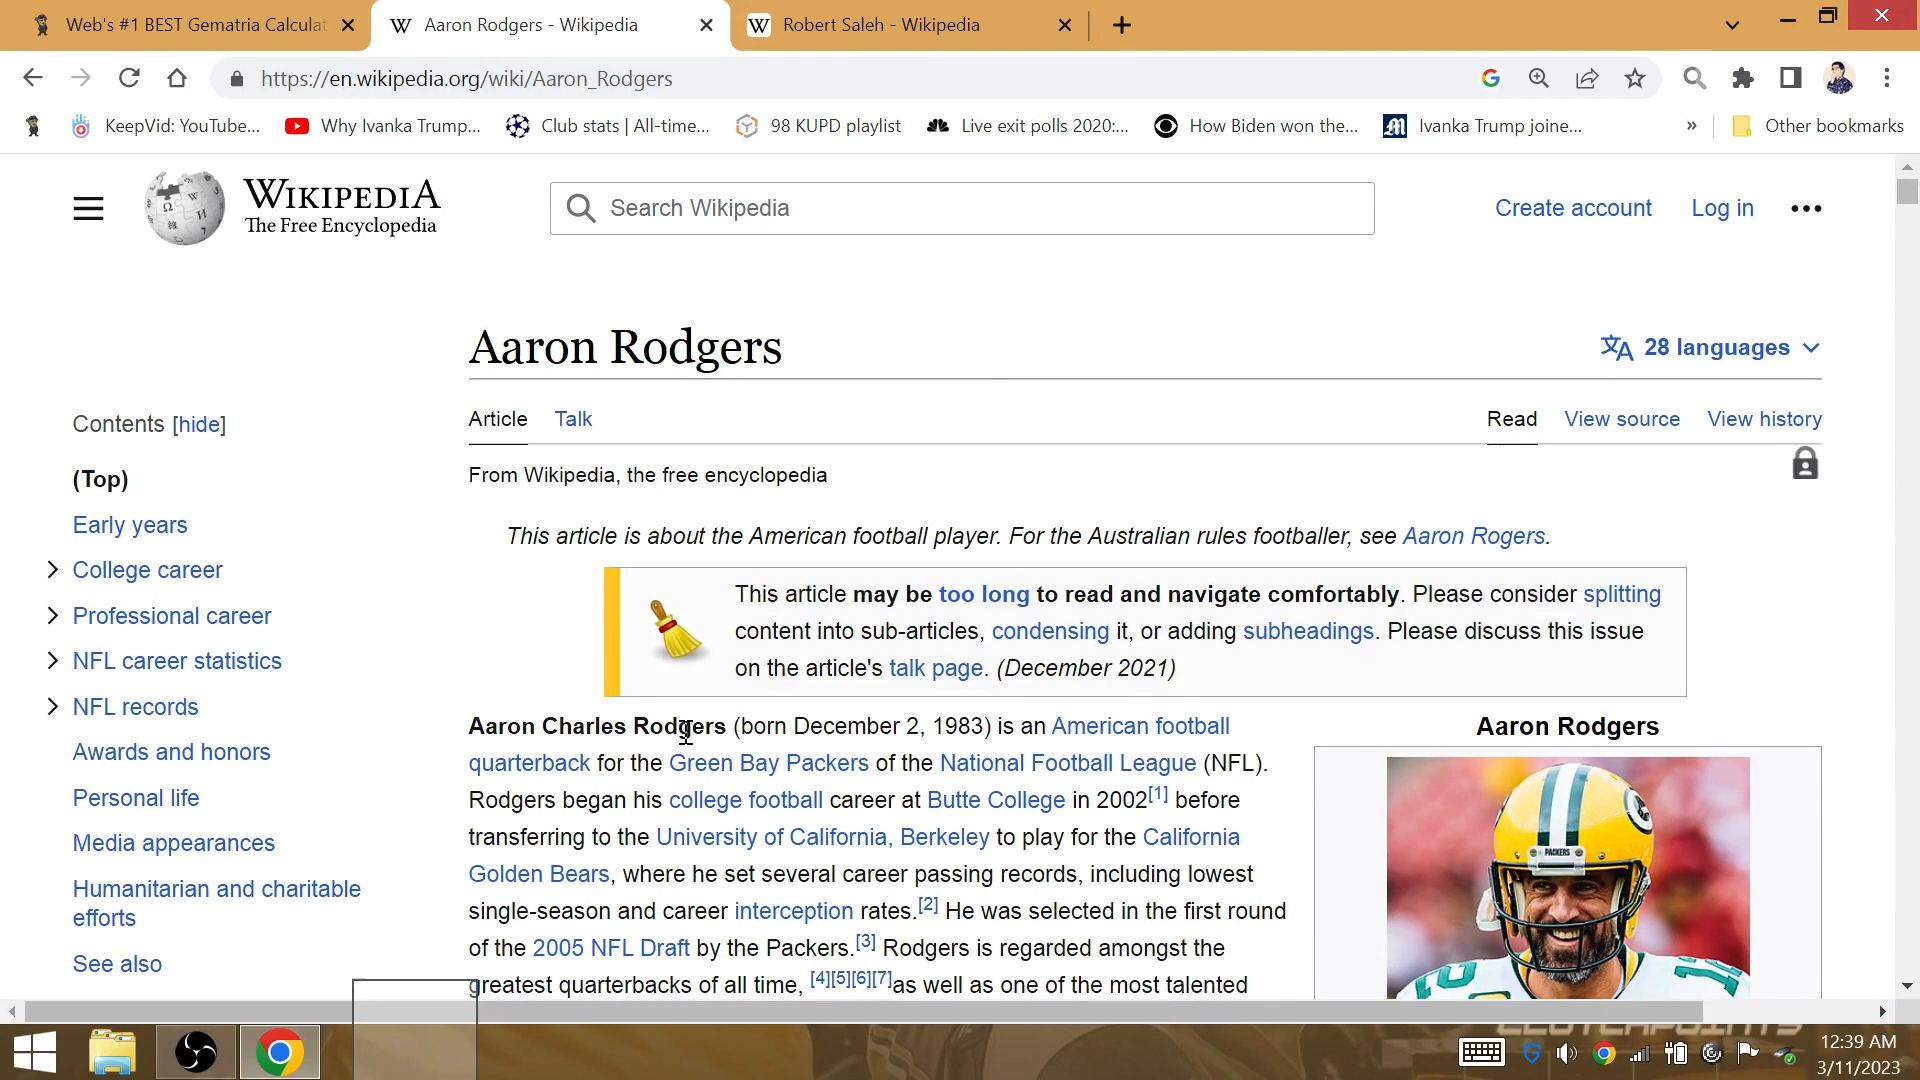 Web's #1 BEST Gematria Calculat
Aaron Rodgers - Wikipedia
Robert Saleh - Wikipedia
https://en.wikipedia.org/wiki/Aaron_Rodgers
KeepVid: YouTube...
Why Ivanka Trump...
Club stats | All-time...
98 KUPD playlist
Live exit polls 2020:...
How Biden won the...
Ivanka Trump joine...
»
Other bookmarks
WIKIPEDIA
The Free Encyclopedia
Search Wikipedia
Create account
Log in
Aaron Rodgers
28 languages
Contents [hide]
(Top)
Early years
College career
Professional career
NFL career statistics
NFL records
Awards and honors
Personal life
Media appearances
Humanitarian and charitable
efforts
See also
Article
Talk
Read
View source
View history
From Wikipedia, the free encyclopedia
This article is about the American football player. For the Australian rules footballer, see Aaron Rogers.
This article may be too long to read and navigate comfortably. Please consider splitting
content into sub-articles, condensing it, or adding subheadings. Please discuss this issue
on the article's talk page. (December 2021)
Aaron Charles Rodgers (born December 2, 1983) is an American football
quarterback for the Green Bay Packers of the National Football League (NFL).
Rodgers began his college football career at Butte College in 2002[1] before
transferring to the University of California, Berkeley to play for the California
Golden Bears, where he set several career passing records, including lowest
single-season and career interception rates.[2] He was selected in the first round
of the 2005 NFL Draft by the Packers.[3] Rodgers is regarded amongst the
greatest quarterbacks of all time, [4][5][6][7]as well as one of the most talented
Aaron Rodgers
G
PACKERS
12
12:39 AM
3/11/2023